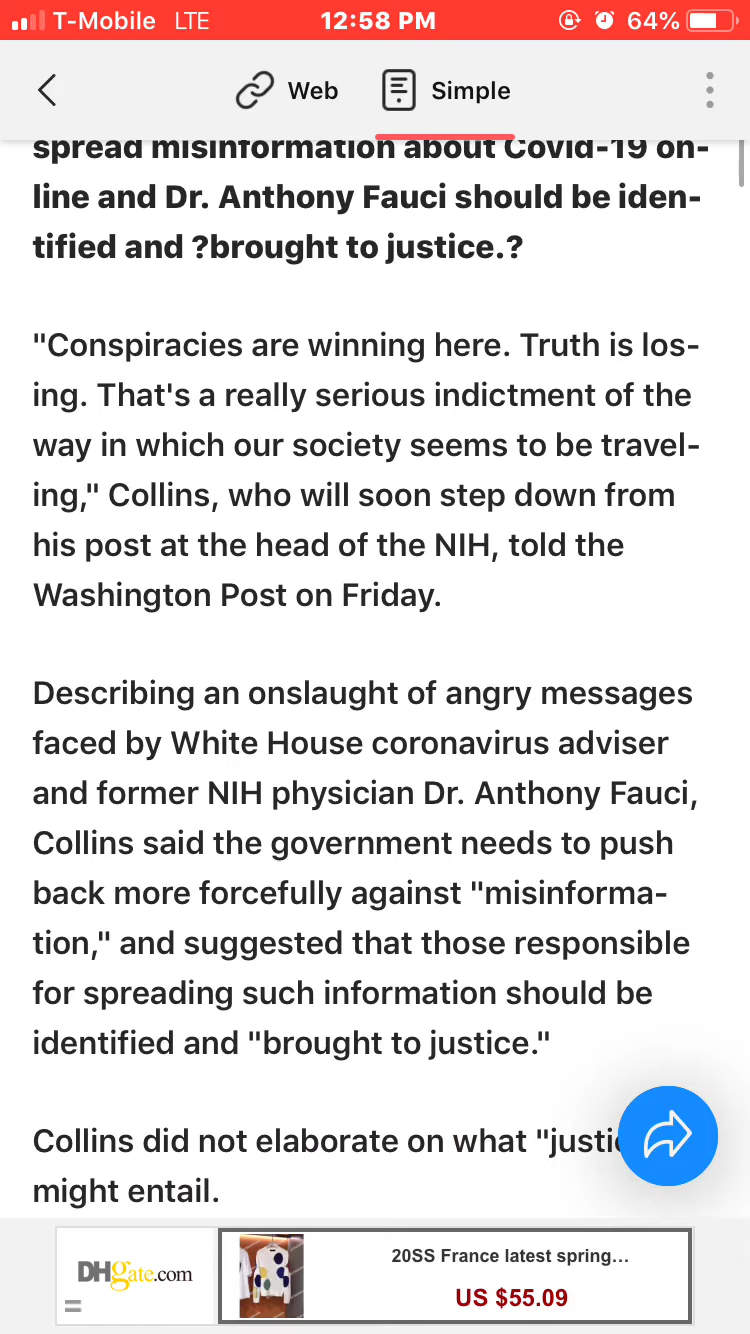 T-Mobile LTE 12:58 PM 64%
Web Simple
spread misinformation about Covid-19 on-
line and Dr. Anthony Fauci should be iden-
tified and ?brought to justice.?
"Conspiracies are winning here. Truth is los-
ing. That's a really serious indictment of the
way in which our society seems to be travel-
ing," Collins, who will soon step down from
his post at the head of the NIH, told the
Washington Post on Friday.
Describing an onslaught of angry messages
faced by White House coronavirus adviser
and former NIH physician Dr. Anthony Fauci,
Collins said the government needs to push
back more forcefully against "misinforma-
tion," and suggested that those responsible
for spreading such information should be
identified and "brought to justice."
Collins did not elaborate on what "justi
might entail.
DHgate.com
20SS France latest spring...
US $55.09